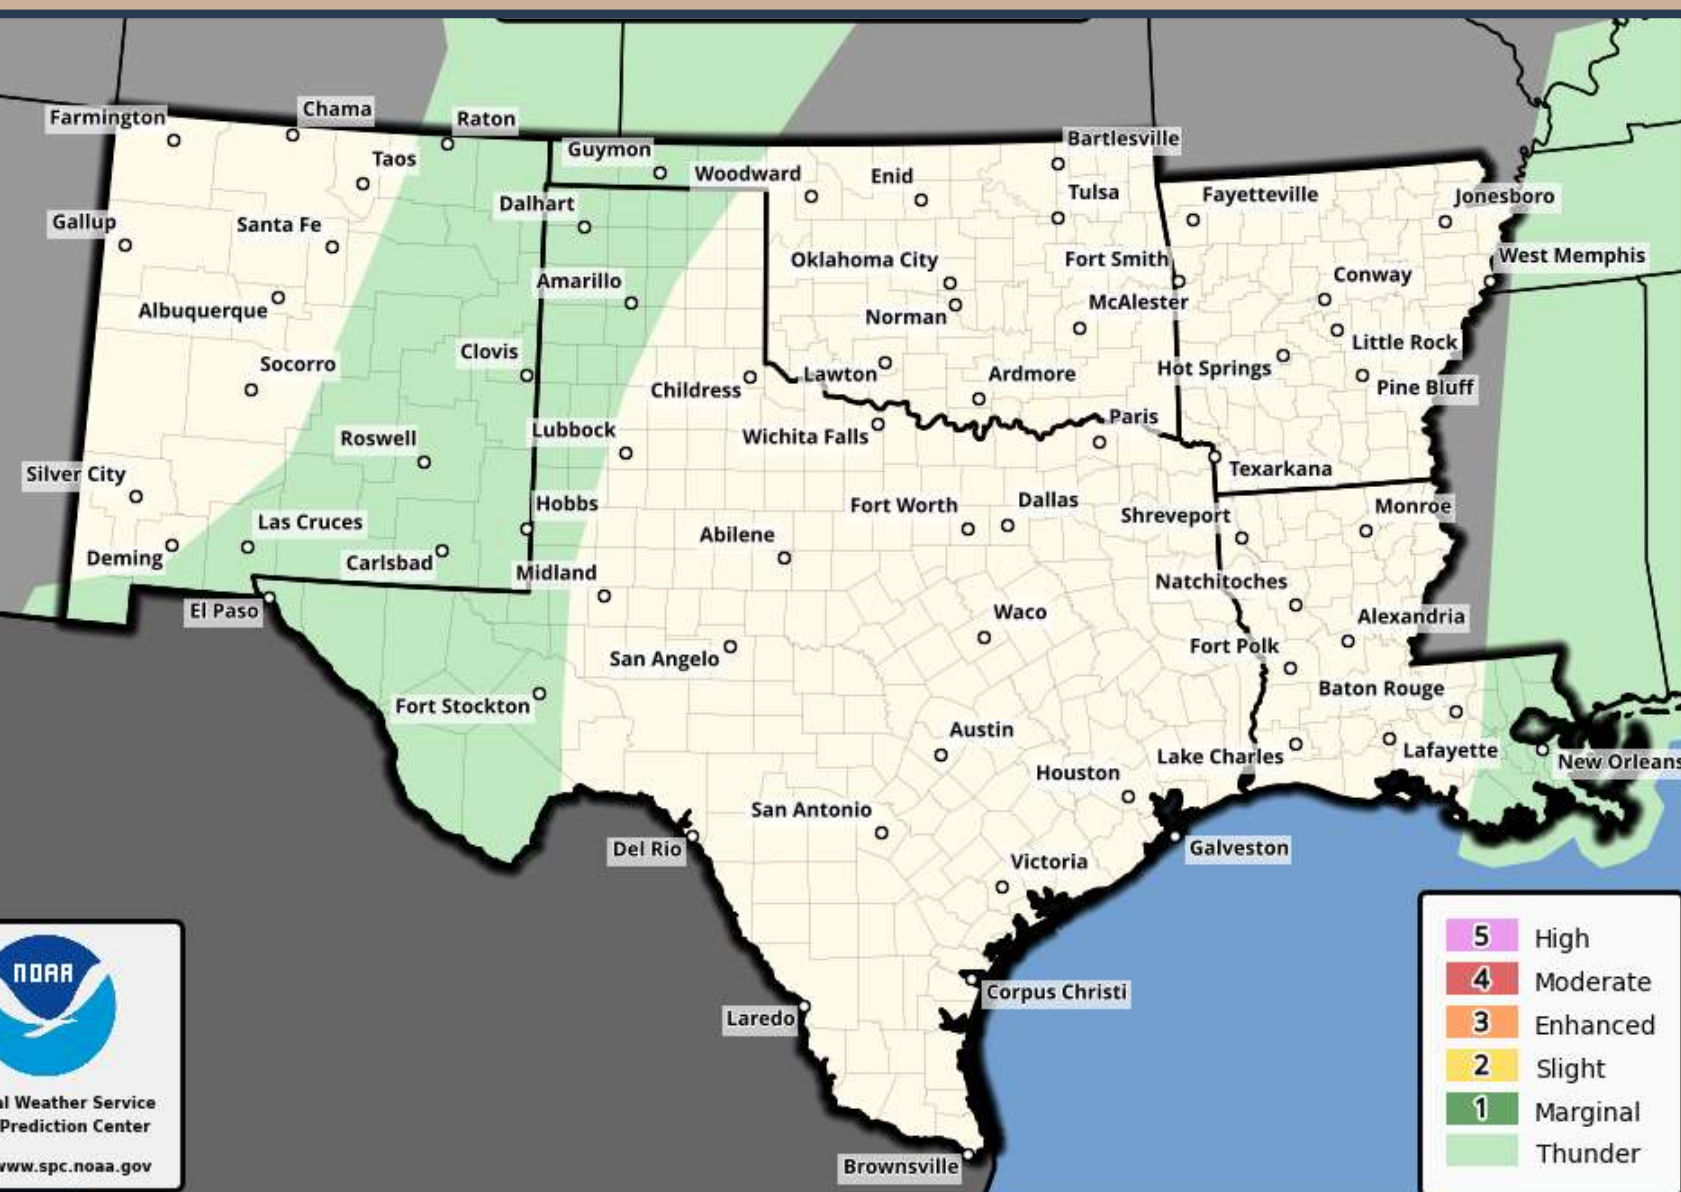 Farmington
Chama
Raton
Taos
Guymon
Woodward
Enid
Bartlesville
Tulsa
Fayetteville
Jonesboro
Gallup
Santa Fe
Dalhart
Oklahoma City
Fort Smith
West Memphis
Albuquerque
Amarillo
Norman
McAlester
Conway
Socorro
Clovis
Childress
Lawton
Ardmore
Hot Springs
Little Rock
Pine Bluff
Roswell
Lubbock
Wichita Falls
Paris
Texarkana
Silver City
Las Cruces
Hobbs
Abilene
Fort Worth
Dallas
Shreveport
Monroe
Deming
Carlsbad
Midland
Natchitoches
El Paso
San Angelo
Waco
Alexandria
Fort Polk
Fort Stockton
Austin
Baton Rouge
Houston
Lake Charles
Lafayette
New Orleans
San Antonio
Del Rio
Victoria
Galveston
Laredo
Corpus Christi
Brownsville
NOAA
al Weather Service
Prediction Center
www.spc.noaa.gov
5 High
4 Moderate
3 Enhanced
2 Slight
1 Marginal
Thunder